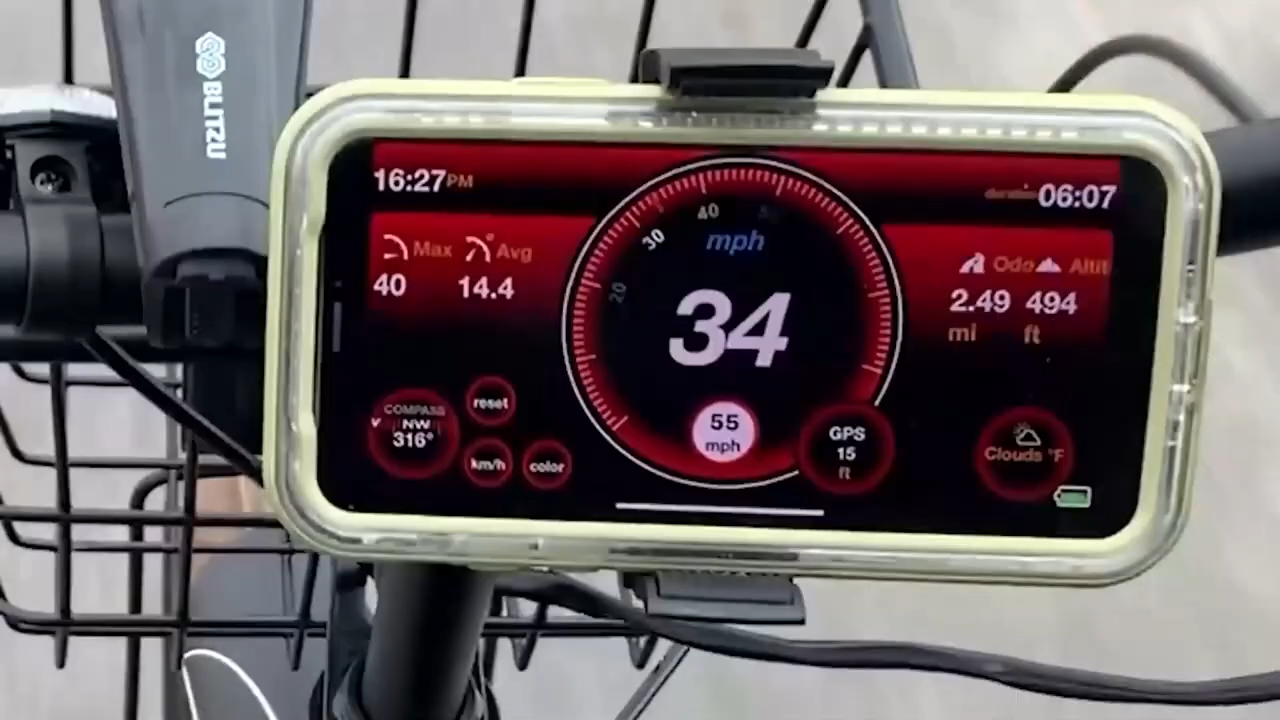 BLITZU
16:27PM
duration 06:07
Max Avg
40 14.4
20
30
40
mph
34
55
mph
Odo Altit
2.49 494
mi ft
COMPASS
NW
316°
reset
km/h
color
GPS
15
ft
Clouds °F